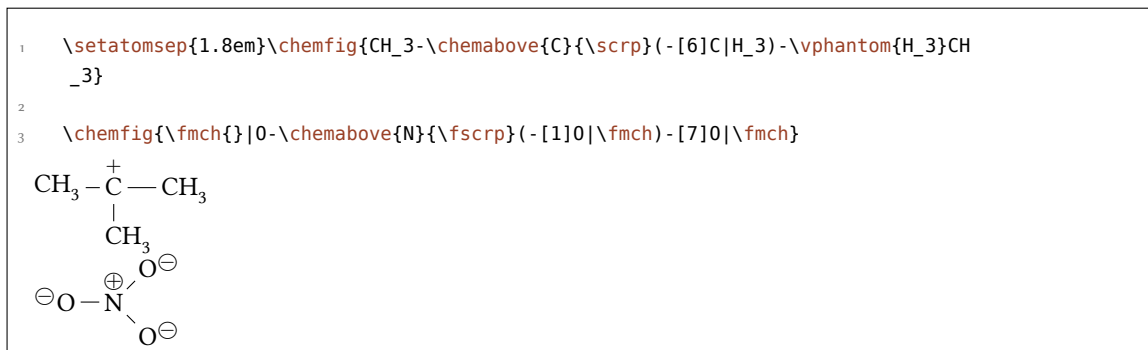 1 \setatomsep{1.8em}\chemfig{CH_3-\chemabove{C}{\scrp}(-[6]C|H_3)-\vphantom{H_3}CH
_3}
2
3 \chemfig{\fmch{}|O-\chemabove{N}{\fscrp}(-[1]O|\fmch)-[7]O|\fmch}
+
CH₃ – C — CH₃
CH₃
O⊖
⊕
⊖O – N
O⊖